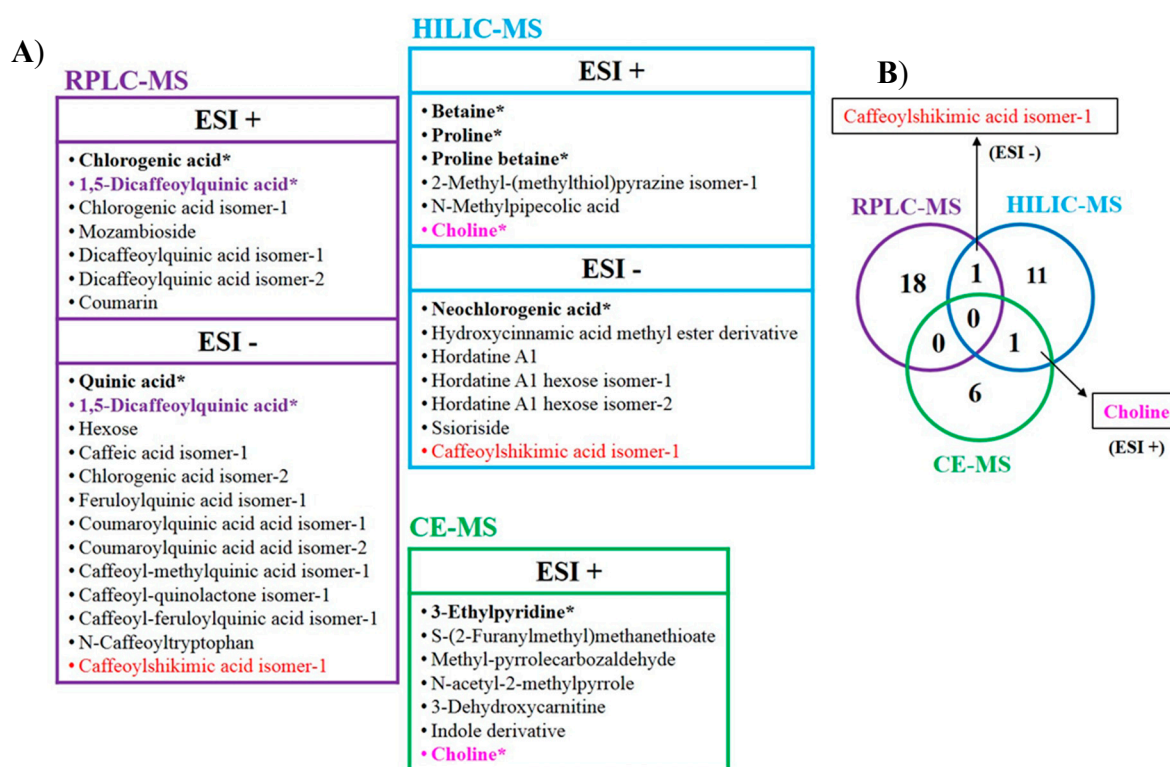 A)
RPLC-MS
ESI +
• Chlorogenic acid*
• 1,5-Dicaffeoylquinic acid*
• Chlorogenic acid isomer-1
• Mozambioside
• Dicaffeoylquinic acid isomer-1
• Dicaffeoylquinic acid isomer-2
• Coumarin
ESI -
• Quinic acid*
• 1,5-Dicaffeoylquinic acid*
• Hexose
• Caffeic acid isomer-1
• Chlorogenic acid isomer-2
• Feruloylquinic acid isomer-1
• Coumaroylquinic acid acid isomer-1
• Coumaroylquinic acid acid isomer-2
• Caffeoyl-methylquinic acid isomer-1
• Caffeoyl-quinolactone isomer-1
• Caffeoyl-feruloylquinic acid isomer-1
• N-Caffeoyltryptophan
• Caffeoylshikimic acid isomer-1
HILIC-MS
ESI +
• Betaine*
• Proline*
• Proline betaine*
• 2-Methyl-(methylthiol)pyrazine isomer-1
• N-Methylpipecolic acid
• Choline*
ESI -
• Neochlorogenic acid*
• Hydroxycinnamic acid methyl ester derivative
• Hordatine A1
• Hordatine A1 hexose isomer-1
• Hordatine A1 hexose isomer-2
• Ssioriside
• Caffeoylshikimic acid isomer-1
CE-MS
ESI +
• 3-Ethylpyridine*
• S-(2-Furanylmethyl)methanethioate
• Methyl-pyrrolecarbozaldehyde
• N-acetyl-2-methylpyrrole
• 3-Dehydroxycarnitine
• Indole derivative
• Choline*
B)
Caffeoylshikimic acid isomer-1
(ESI -)
RPLC-MS HILIC-MS
18 1 11
0
0 1
6
Choline
(ESI +)
CE-MS